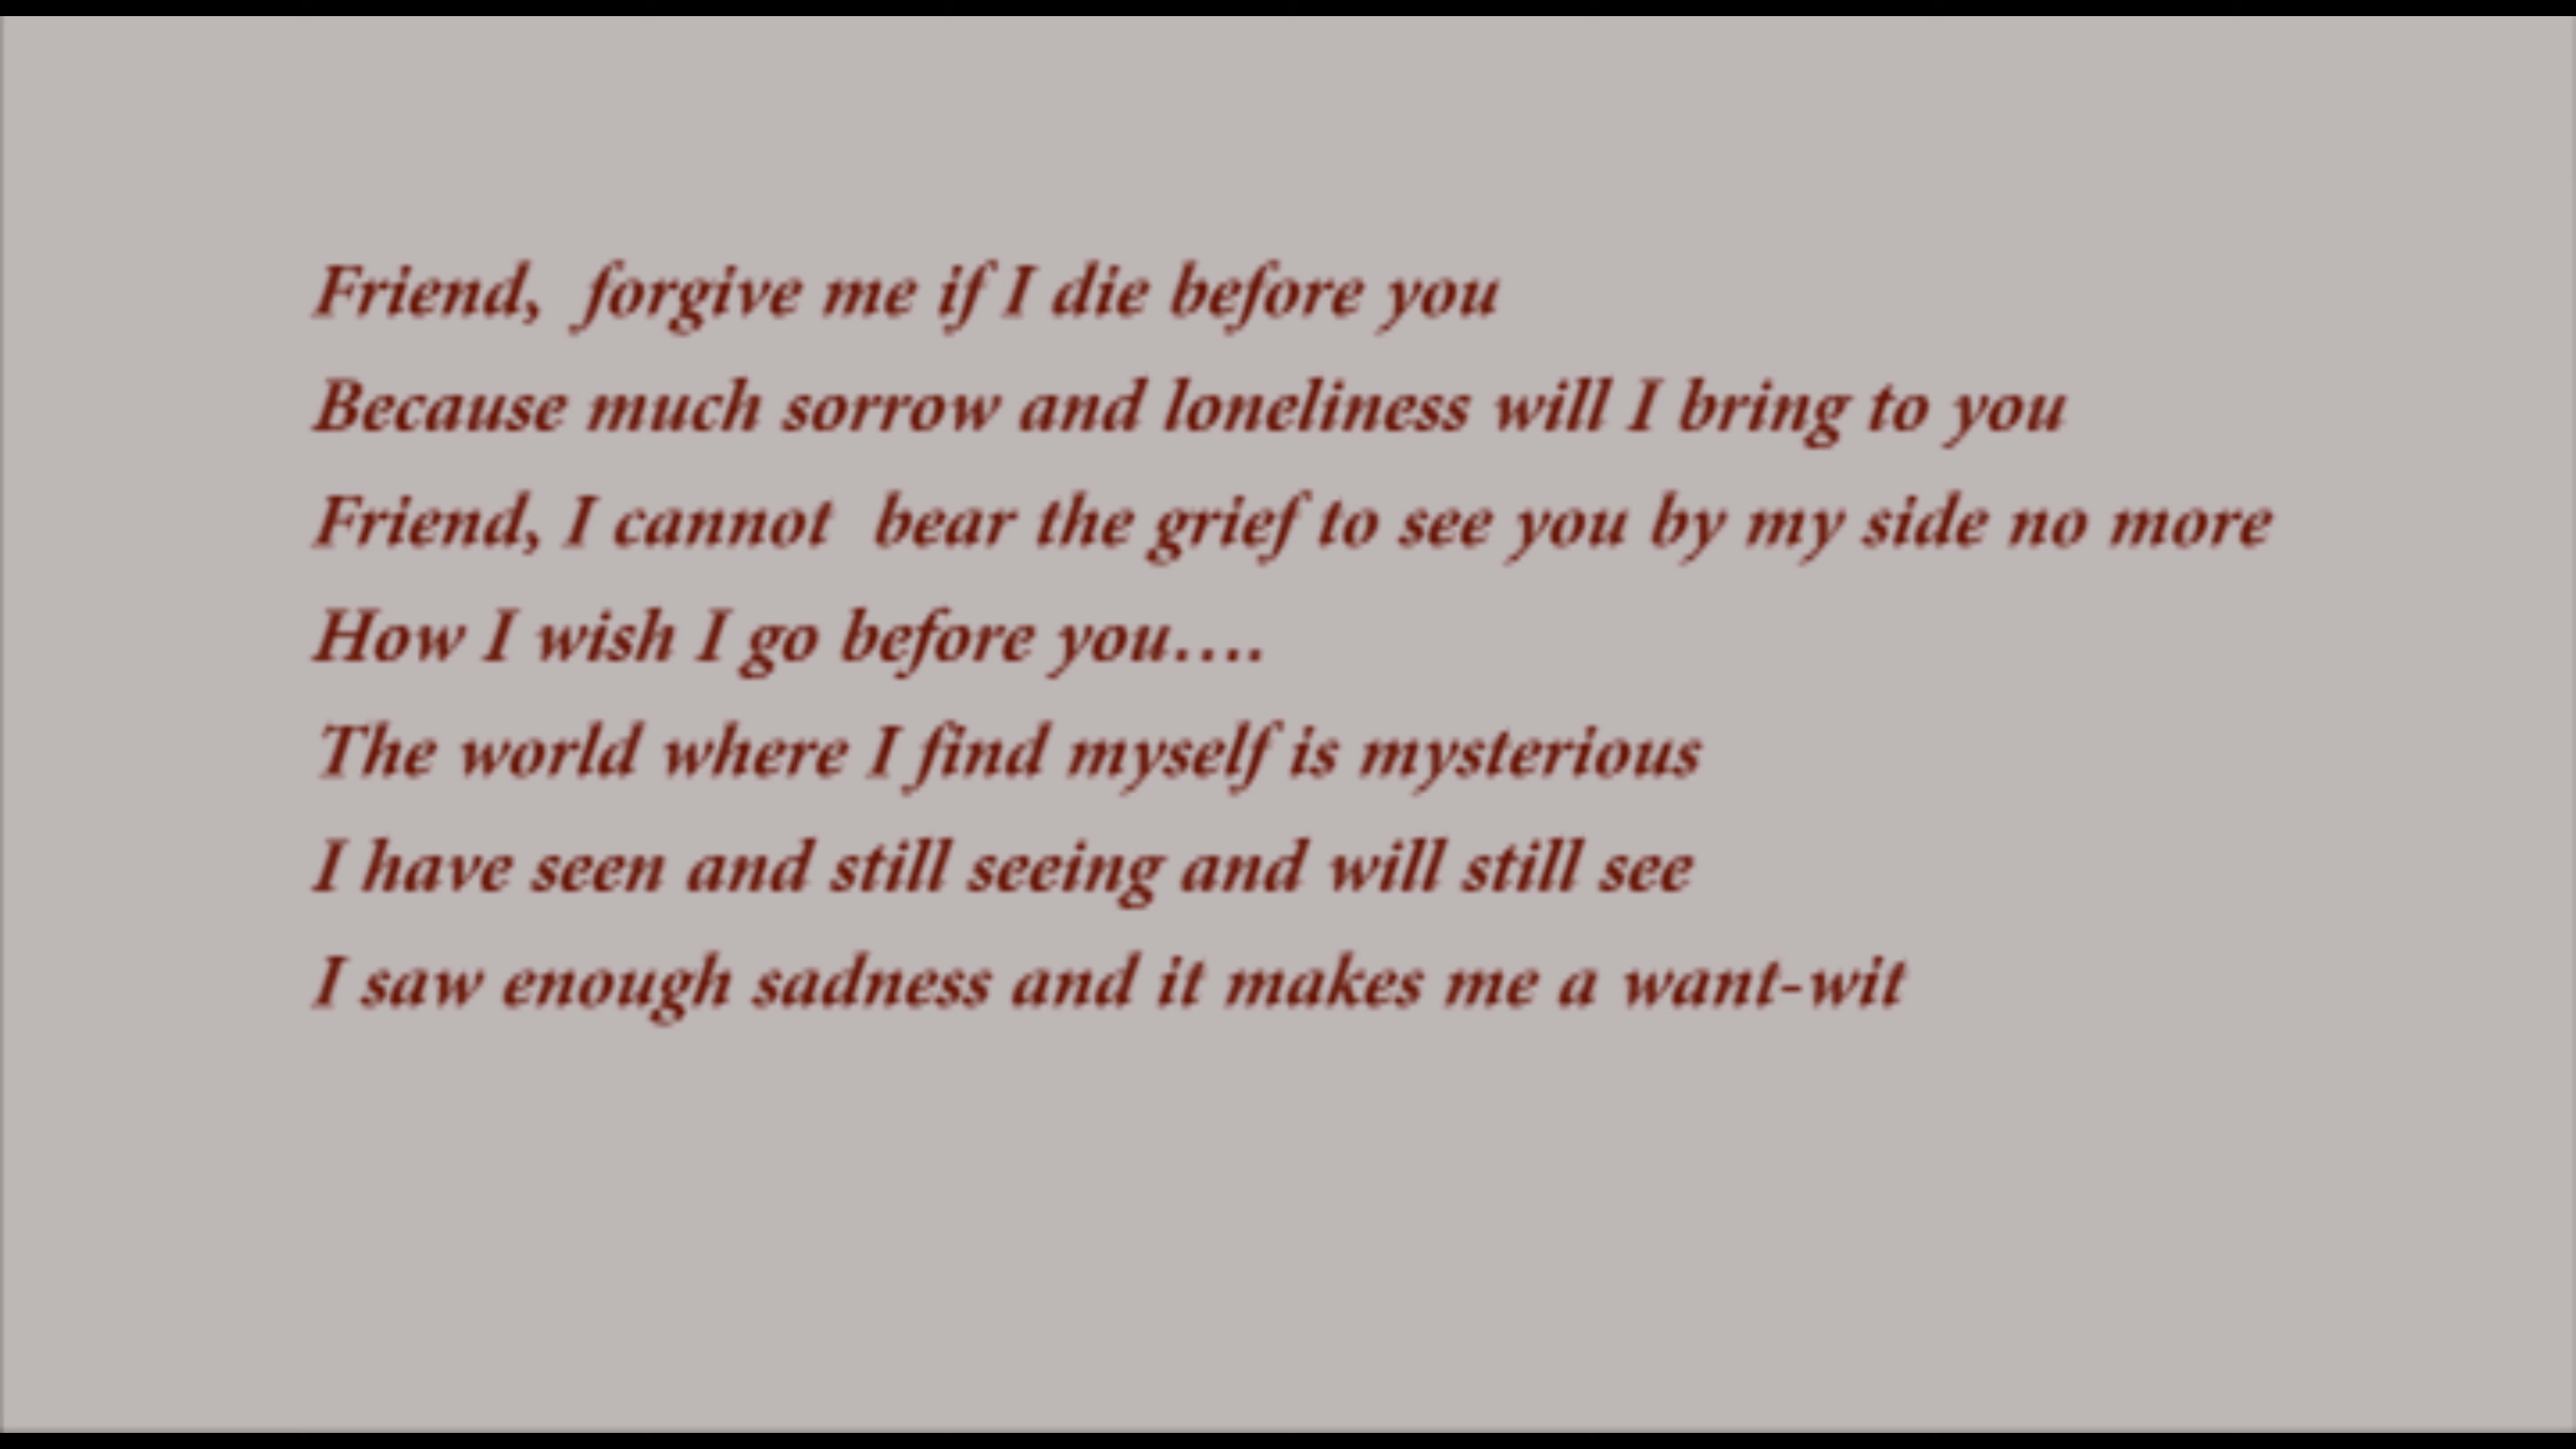 Friend,  forgive me if I die before you
Because much sorrow and loneliness will I bring to you
Friend, I cannot  bear the grief to see you by my side no more
How I wish I go before you....
The world where I find myself is mysterious
I have seen and still seeing and will still see
I saw enough sadness and it makes me a want-wit